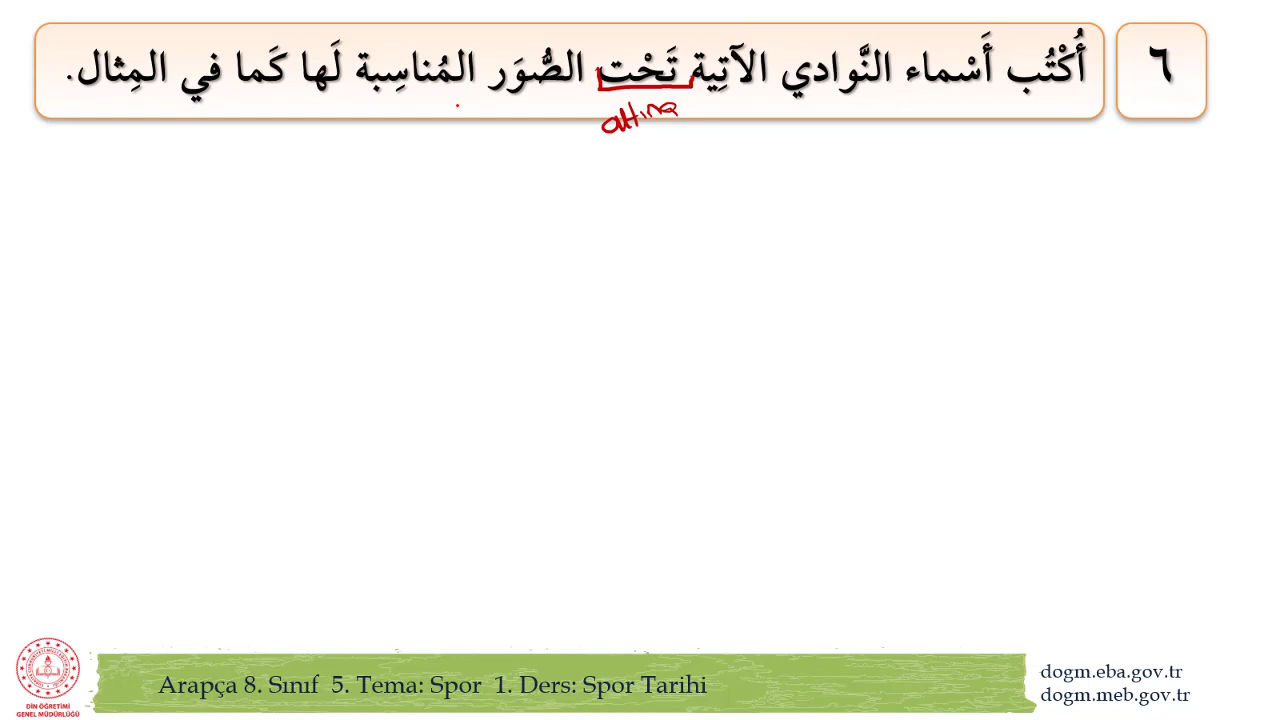 ٦
أُكْتُب أَسْماء النَّوادي الآتِية تَحْت الصُّوَر المُناسِبة لَها كَما في المِثال.
altına
DİN ÖĞRETİMİ
GENEL MÜDÜRLÜĞÜ
Arapça 8. Sınıf 5. Tema: Spor 1. Ders: Spor Tarihi
dogm.eba.gov.tr
dogm.meb.gov.tr